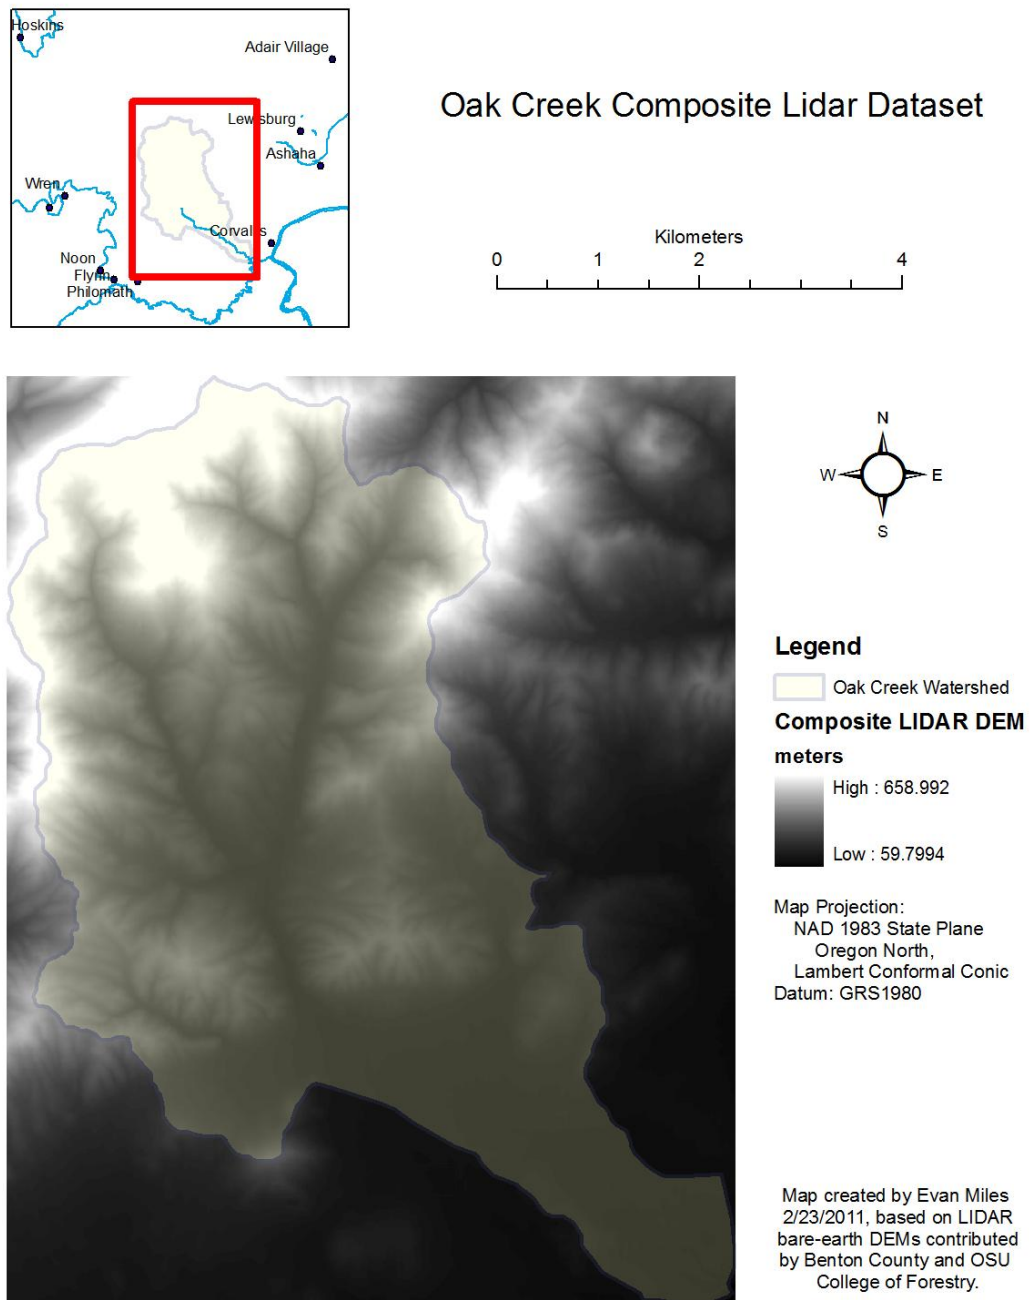 Hoskins
Adair Village
Lewisburg
Ashaha
Wren
Corvallis
Noon
Flynn
Philomath
Oak Creek Composite Lidar Dataset
Kilometers
0 1 2 4
N
W E
S
Legend
Oak Creek Watershed
Composite LIDAR DEM
meters
High : 658.992
Low : 59.7994
Map Projection:
NAD 1983 State Plane
Oregon North,
Lambert Conformal Conic
Datum: GRS1980
Map created by Evan Miles
2/23/2011, based on LIDAR
bare-earth DEMs contributed
by Benton County and OSU
College of Forestry.